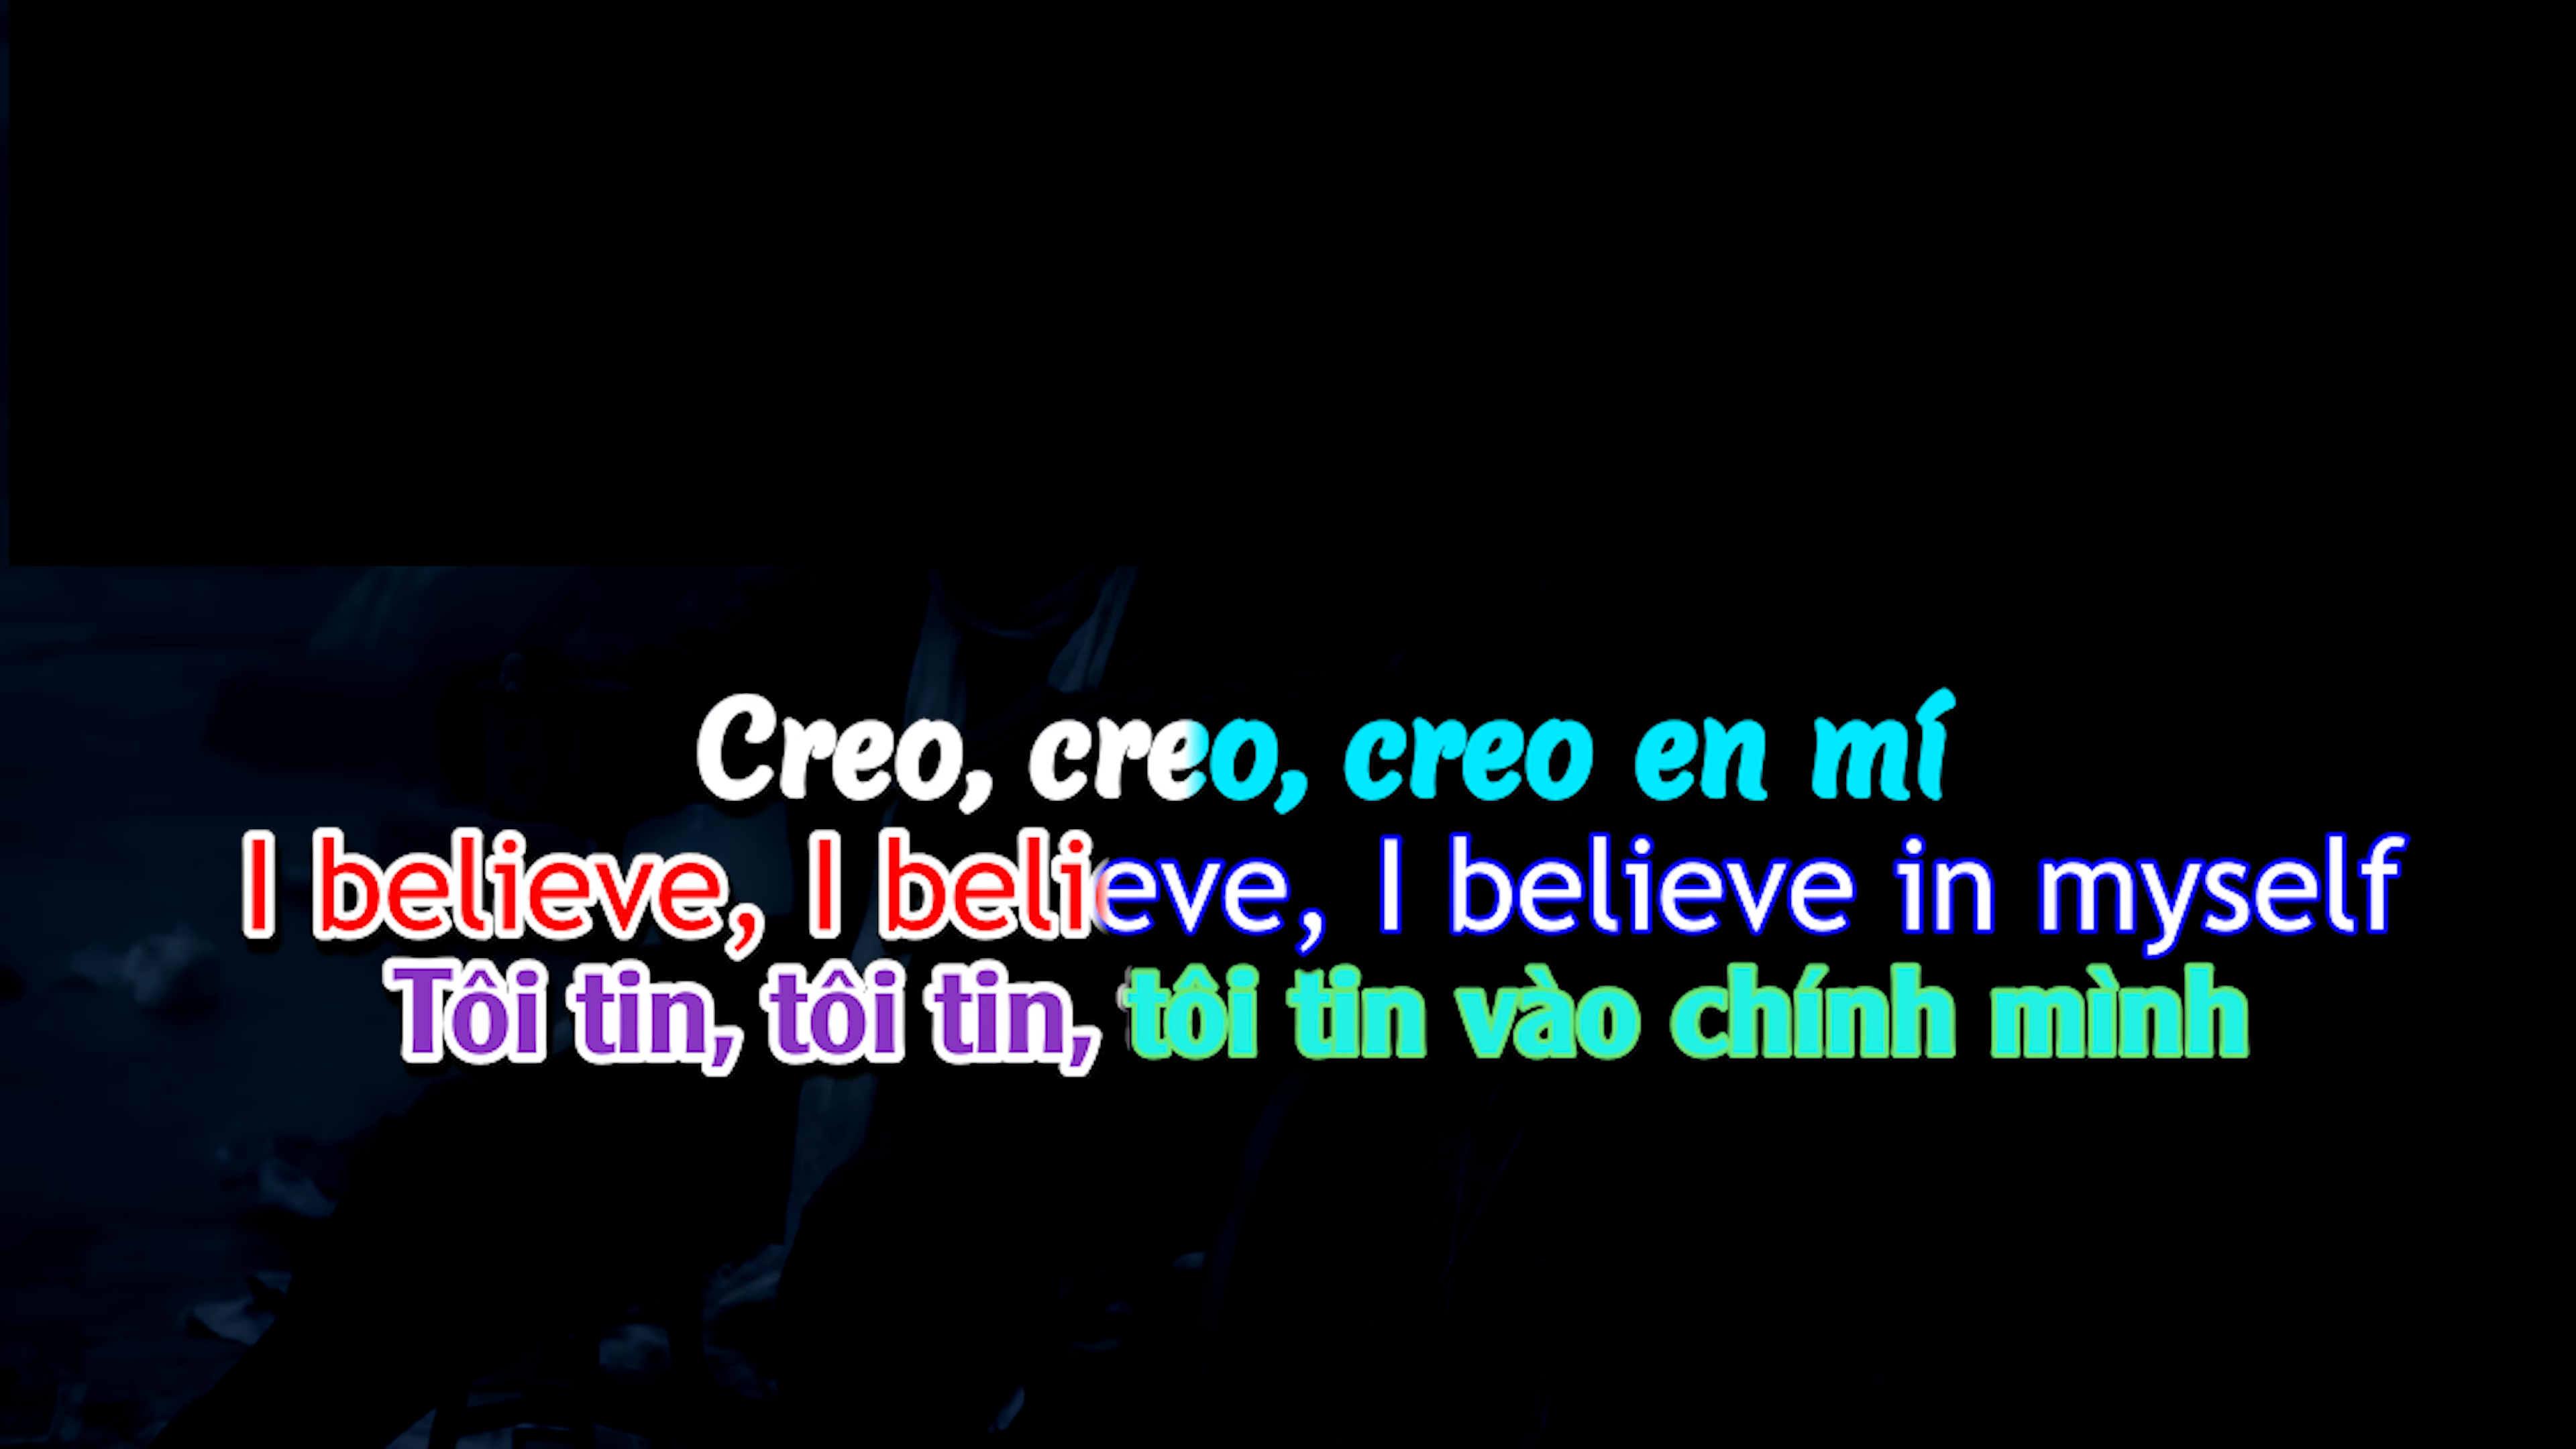 Creo, creo, creo en mí
I believe, I believe, I believe in myself
Tôi tin, tôi tin, tôi tin vào chính mình